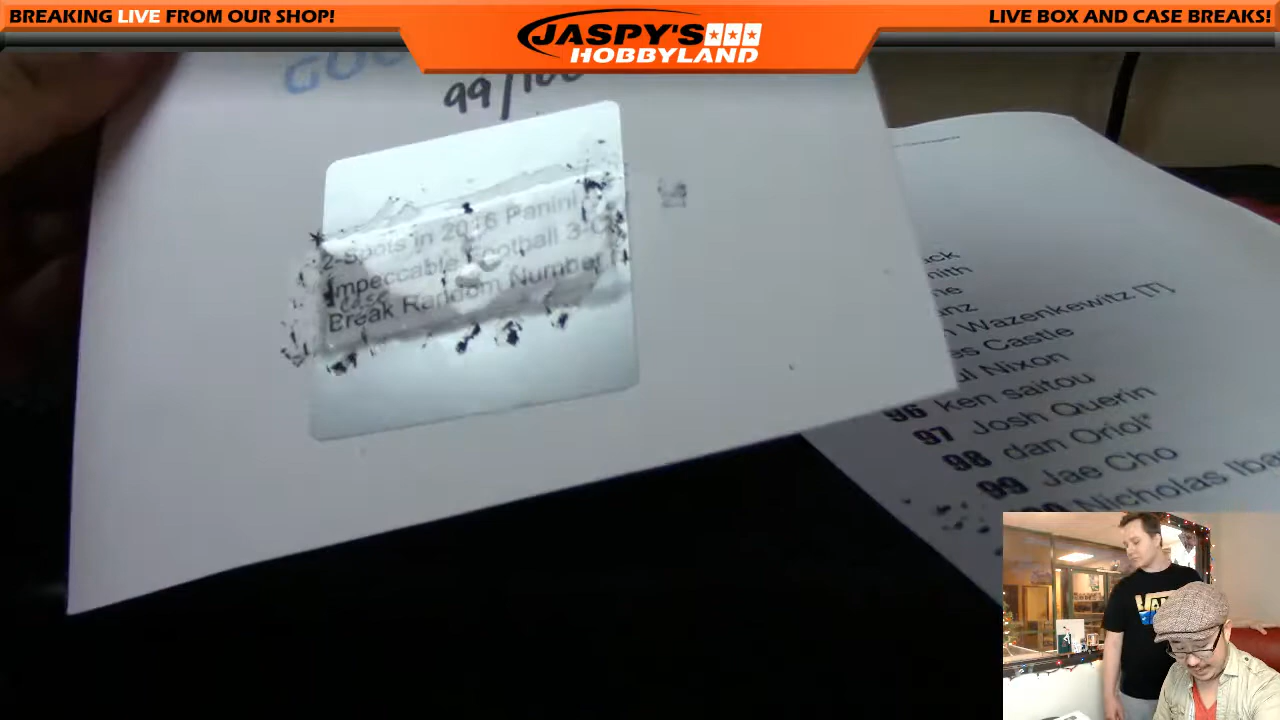 BREAKING LIVE FROM OUR SHOP!
JASPY'S
HOBBYLAND
LIVE BOX AND CASE BREAKS!
99/100
2-Spots in 2016 Panini
Impeccable Football 3-
case
Break Random Number
Wazenkewitz [T]
Castle
Nixon
96 ken saitou
97 Josh Querin
98 dan Oriol*
99 Jae Cho
Nicholas